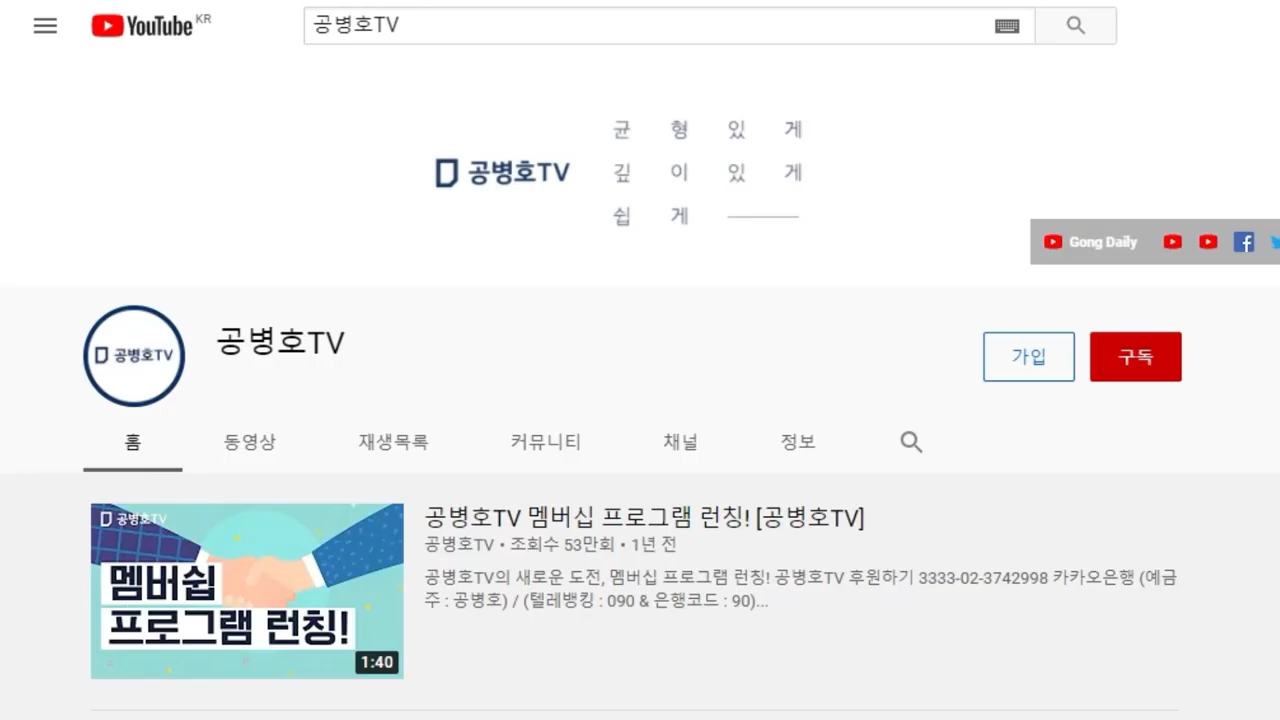 YouTube KR
공병호TV
균 형 있 게
공병호TV
깊 이 있 게
쉽 게
Gong Daily
공병호TV
공병호TV
가입
구독
홈
동영상
재생목록
커뮤니티
채널
정보
공병호TV
멤버쉽
프로그램 런칭!
1:40
공병호TV 멤버십 프로그램 런칭! [공병호TV]
공병호TV • 조회수 53만회 • 1년 전
공병호TV의 새로운 도전, 멤버십 프로그램 런칭! 공병호TV 후원하기 3333-02-3742998 카카오은행 (예금
주 : 공병호) / (텔레뱅킹 : 090 & 은행코드 : 90)...